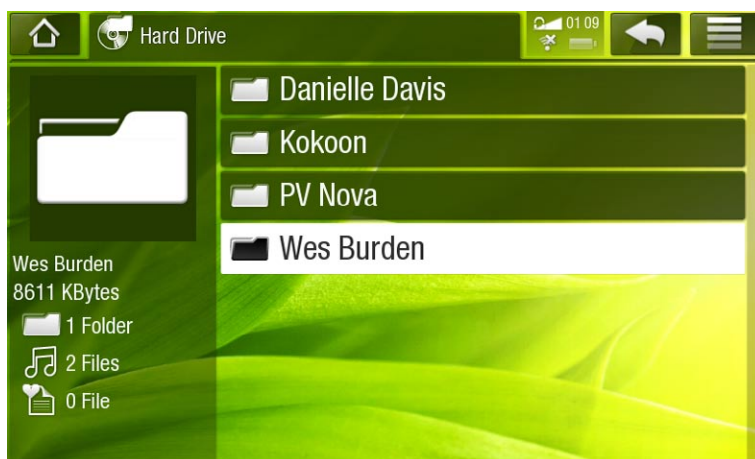 Hard Drive
01 09
Danielle Davis
Kokoon
PV Nova
Wes Burden
Wes Burden
8611 KBytes
1 Folder
2 Files
0 File